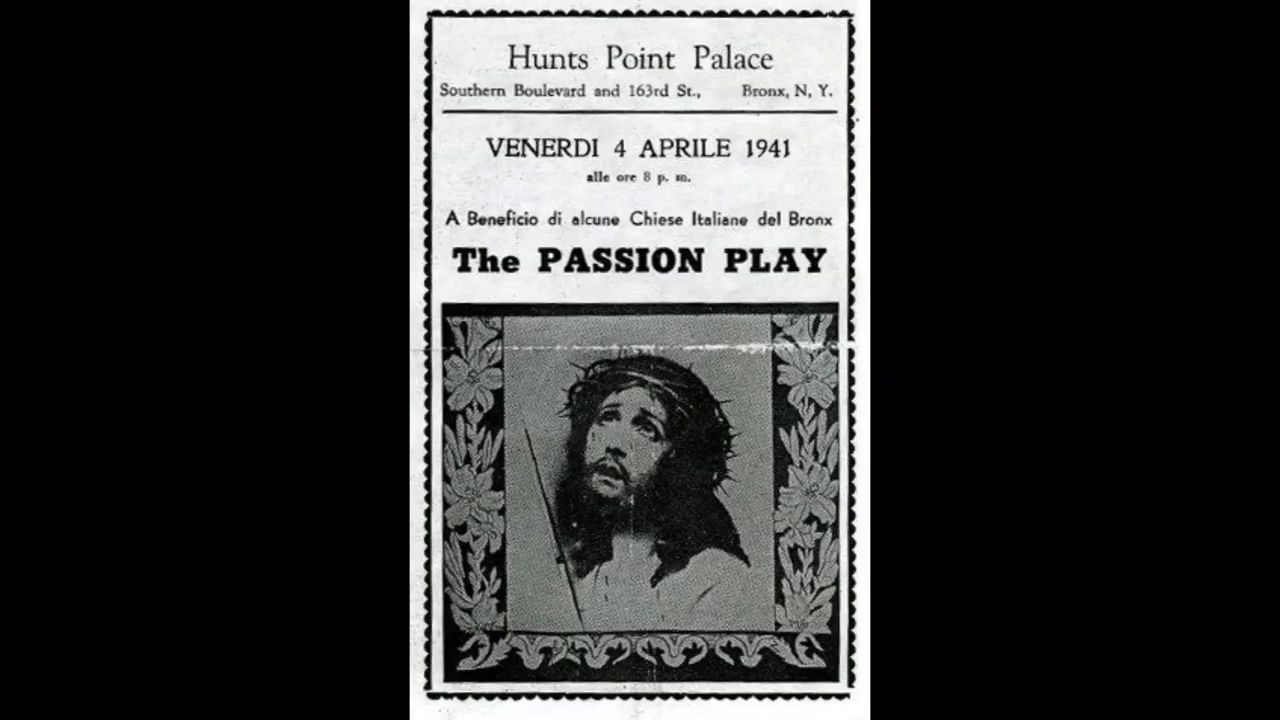 Hunts Point Palace
Southern Boulevard and 163rd St., Bronx, N, Y.
VENERDI 4 APRILE 1941
alle ore 8 p. m.
A Beneficio di alcune Chiese Italiane del Bronx
The PASSION PLAY